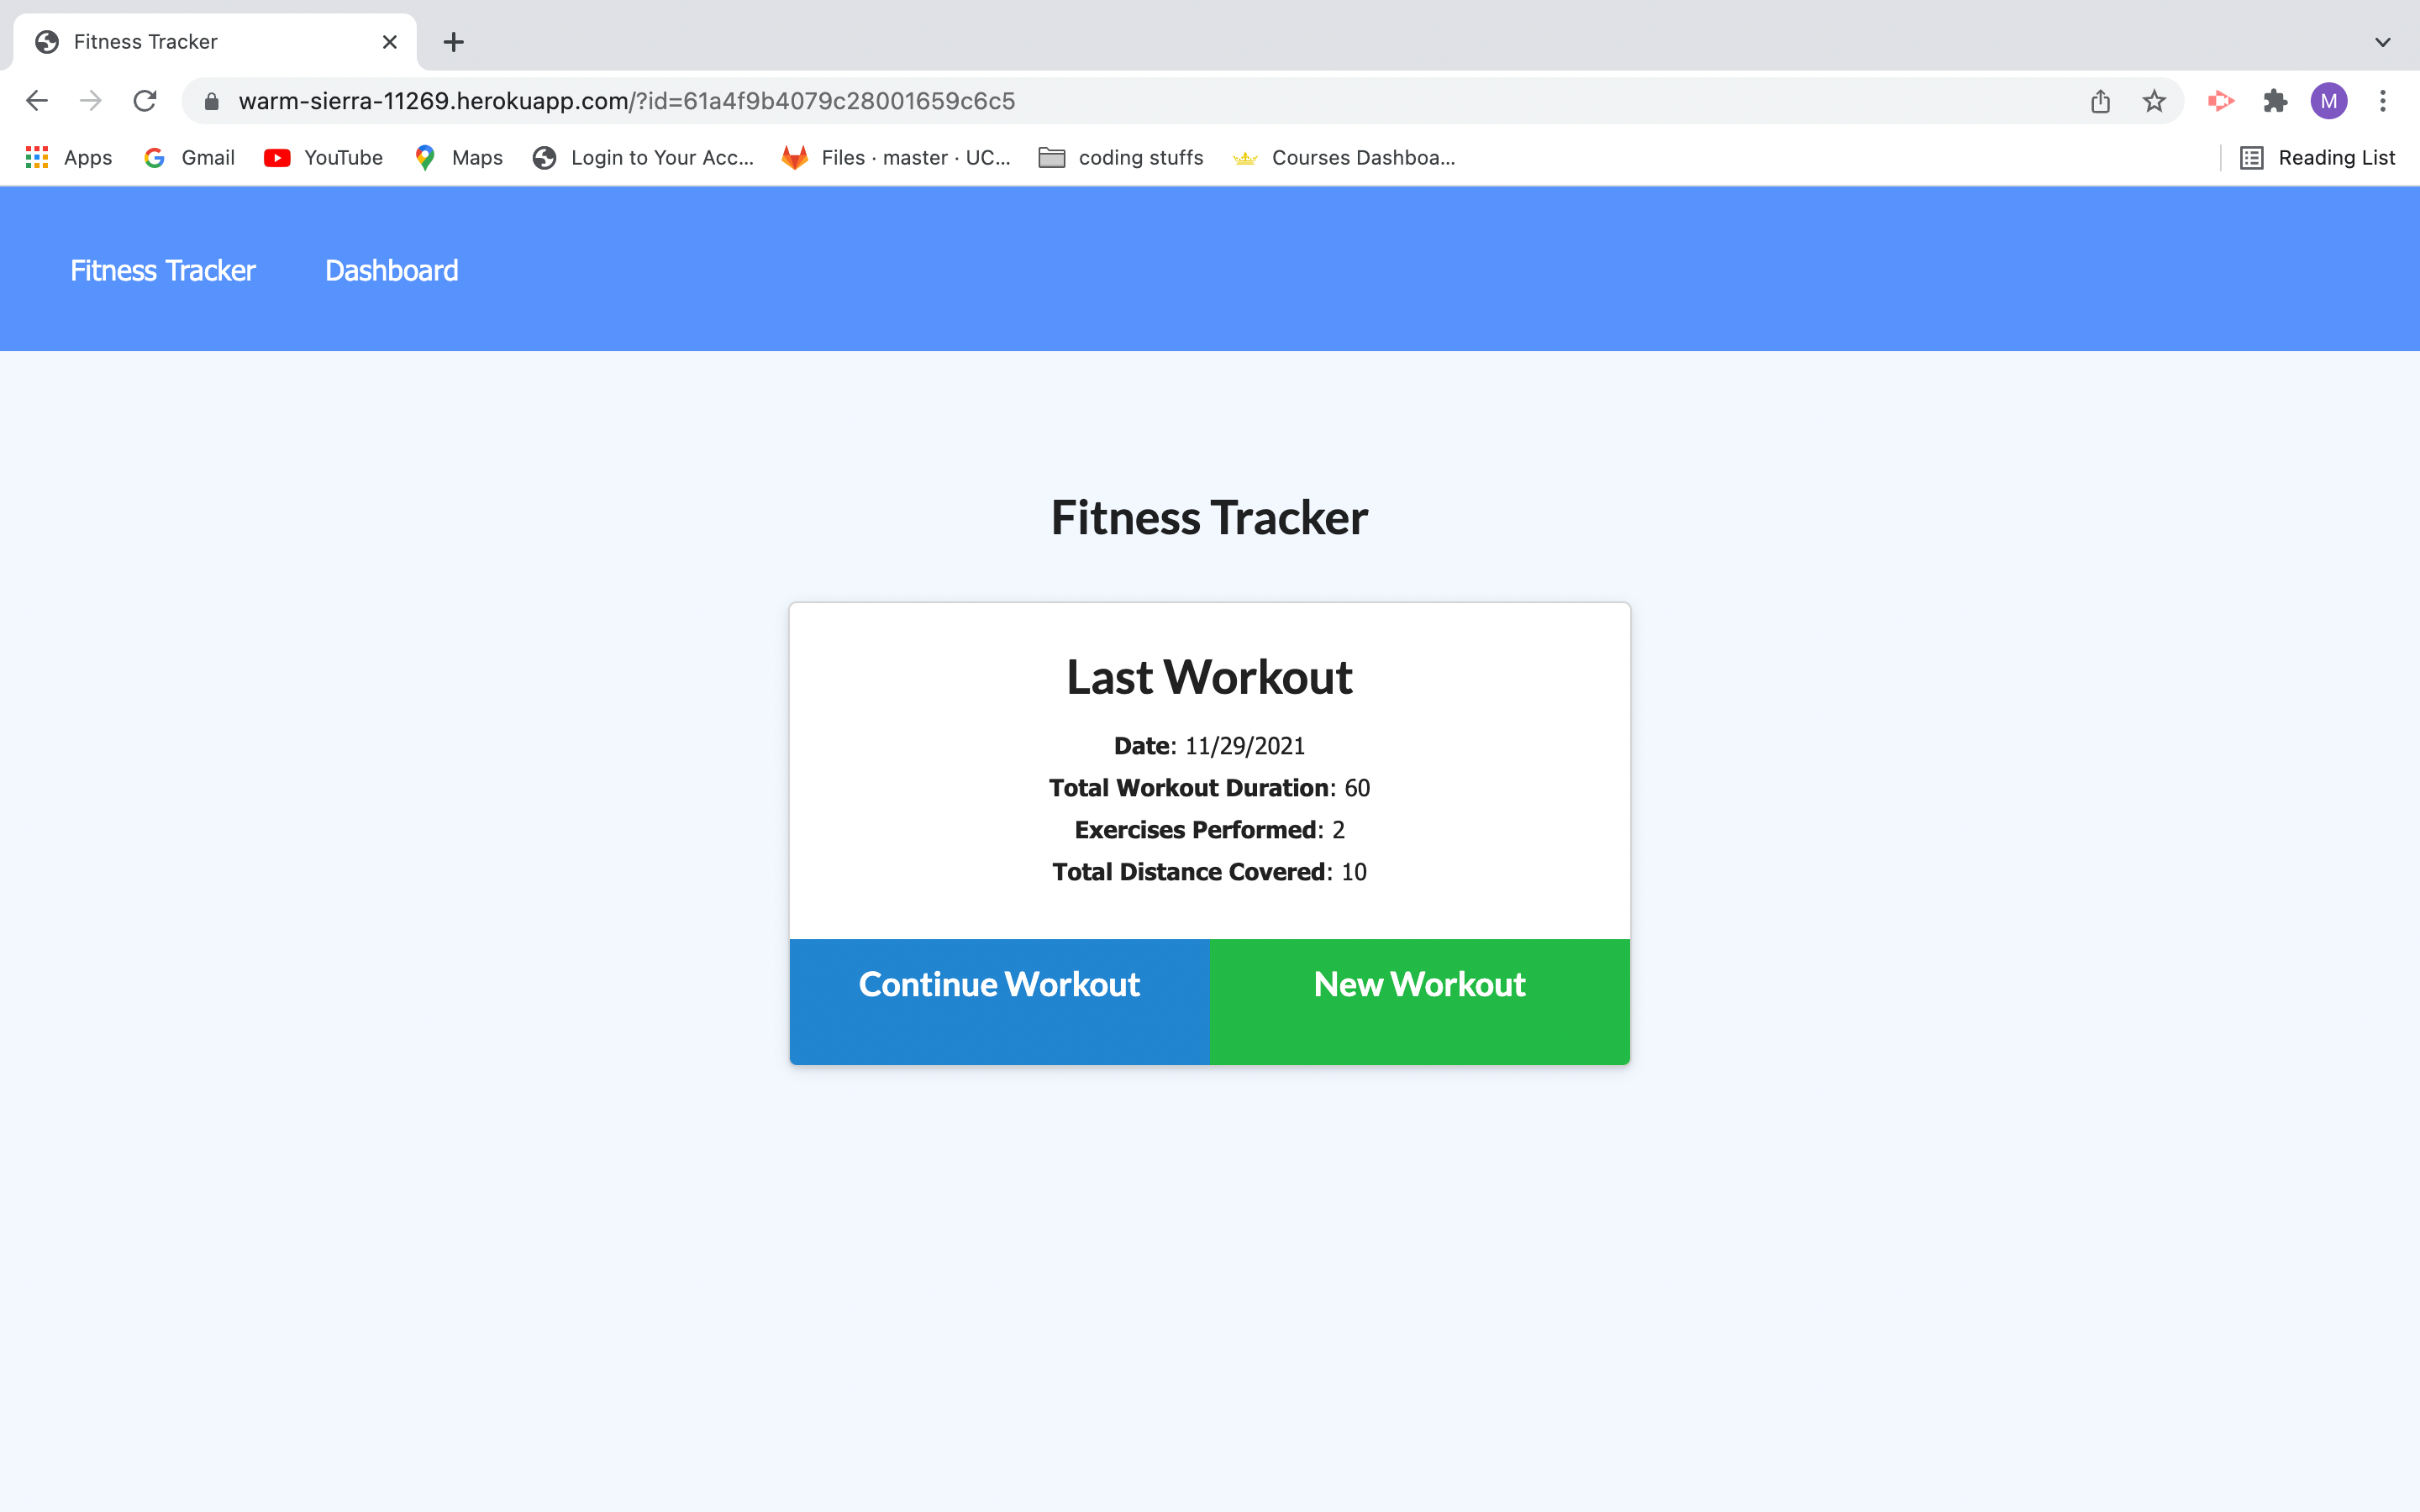 Fitness Tracker
warm-sierra-11269.herokuapp.com/?id=61a4f9b4079c28001659c6c5
M
Apps Gmail YouTube Maps Login to Your Acc... Files · master · UC... coding stuffs Courses Dashboa... Reading List
Fitness Tracker Dashboard
Fitness Tracker
Last Workout
Date: 11/29/2021
Total Workout Duration: 60
Exercises Performed: 2
Total Distance Covered: 10
Continue Workout New Workout